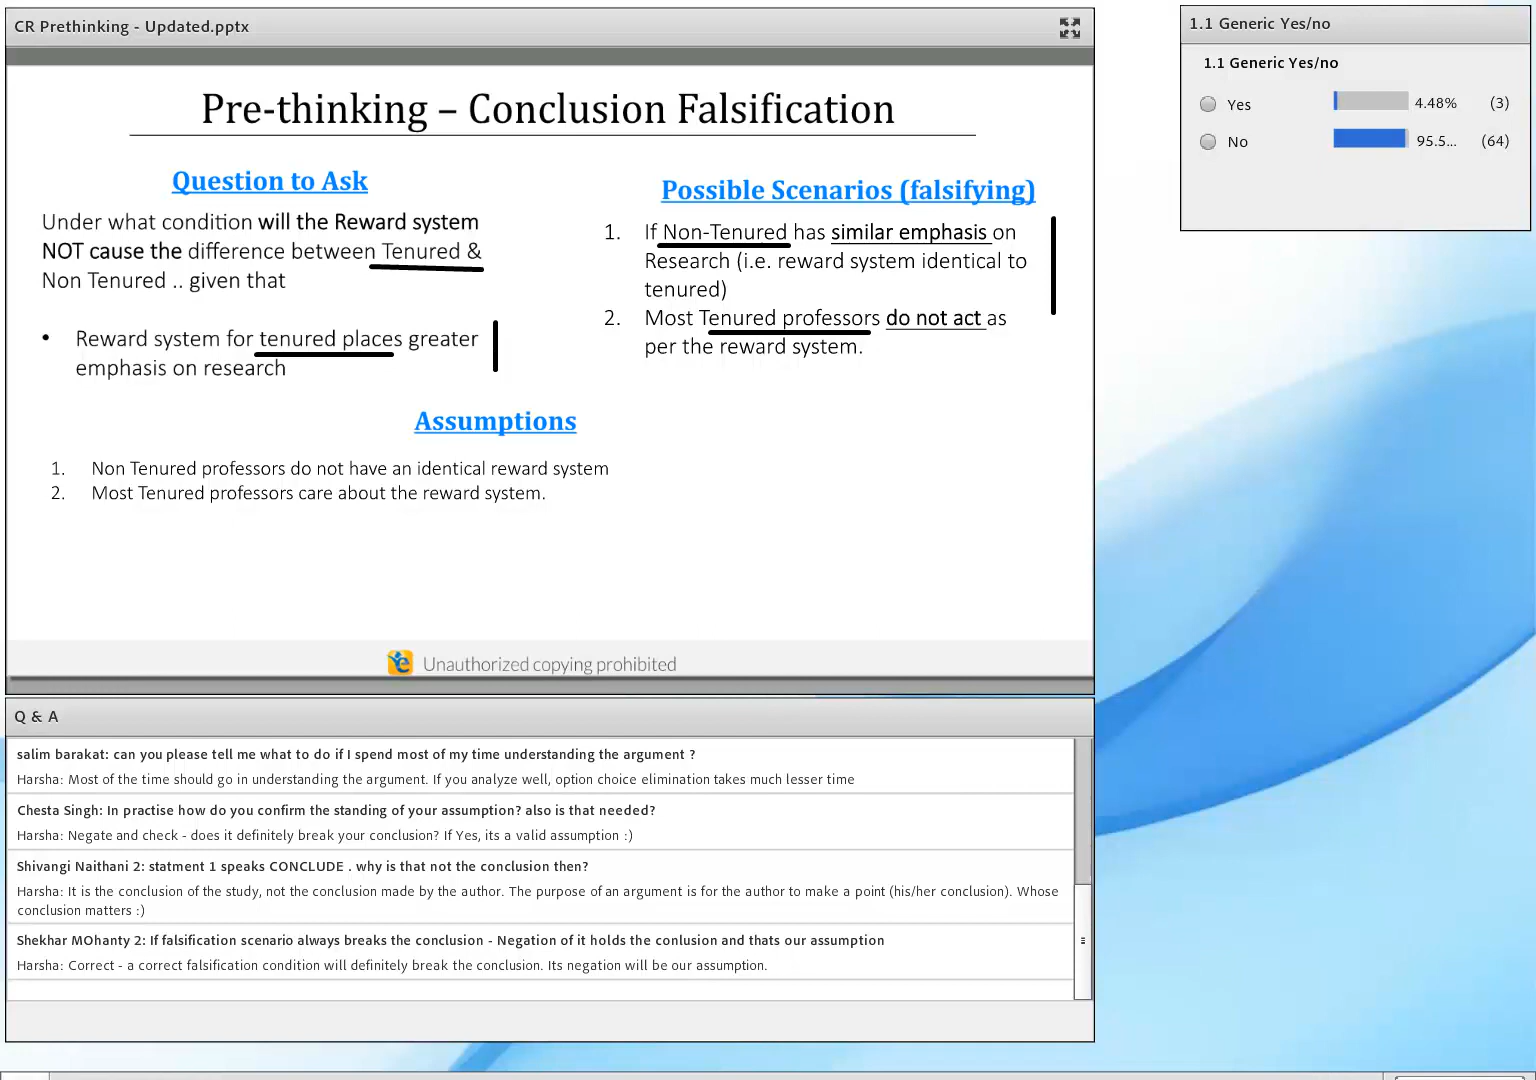 CR Prethinking - Updated.pptx
Pre-thinking – Conclusion Falsification
Question to Ask
Under what condition will the Reward system
NOT cause the difference between Tenured &
Non Tenured .. given that
• Reward system for tenured places greater
emphasis on research
Possible Scenarios (falsifying)
1. If Non-Tenured has similar emphasis on
Research (i.e. reward system identical to
tenured)
2. Most Tenured professors do not act as
per the reward system.
Assumptions
1. Non Tenured professors do not have an identical reward system
2. Most Tenured professors care about the reward system.
Unauthorized copying prohibited
Q & A
salim barakat: can you please tell me what to do if I spend most of my time understanding the argument ?
Harsha: Most of the time should go in understanding the argument. If you analyze well, option choice elimination takes much lesser time
Chesta Singh: In practise how do you confirm the standing of your assumption? also is that needed?
Harsha: Negate and check - does it definitely break your conclusion? If Yes, its a valid assumption :)
Shivangi Naithani 2: statment 1 speaks CONCLUDE . why is that not the conclusion then?
Harsha: It is the conclusion of the study, not the conclusion made by the author. The purpose of an argument is for the author to make a point (his/her conclusion). Whose
conclusion matters :)
Shekhar MOhanty 2: If falsification scenario always breaks the conclusion - Negation of it holds the conlusion and thats our assumption
Harsha: Correct - a correct falsification condition will definitely break the conclusion. Its negation will be our assumption.
1.1 Generic Yes/no
1.1 Generic Yes/no
Yes 4.48% (3)
No 95.5... (64)